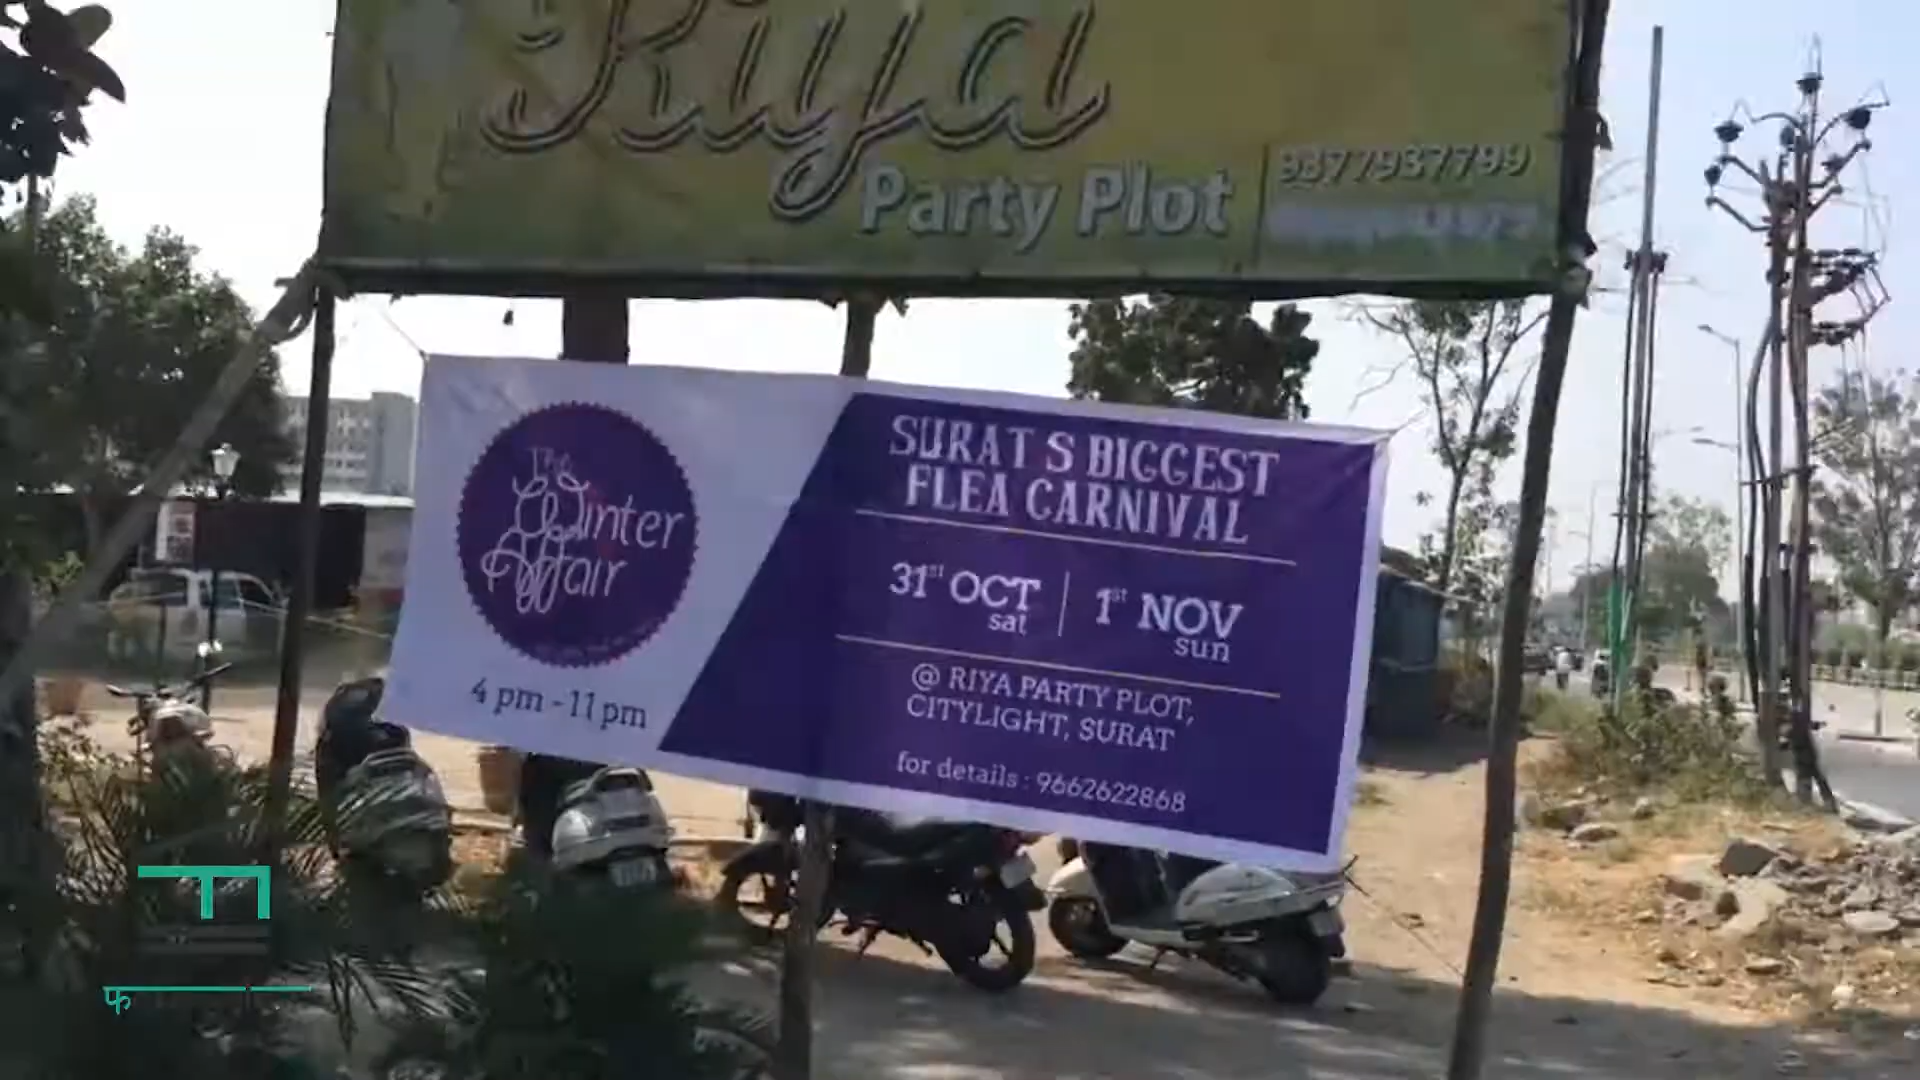 Riya
Party Plot
9377937799
The
Winter
Affair
4 pm - 11 pm
SURAT S BIGGEST
FLEA CARNIVAL
31st OCT
sat
1st NOV
sun
@ RIYA PARTY PLOT,
CITYLIGHT, SURAT
for details : 9662622868
फ